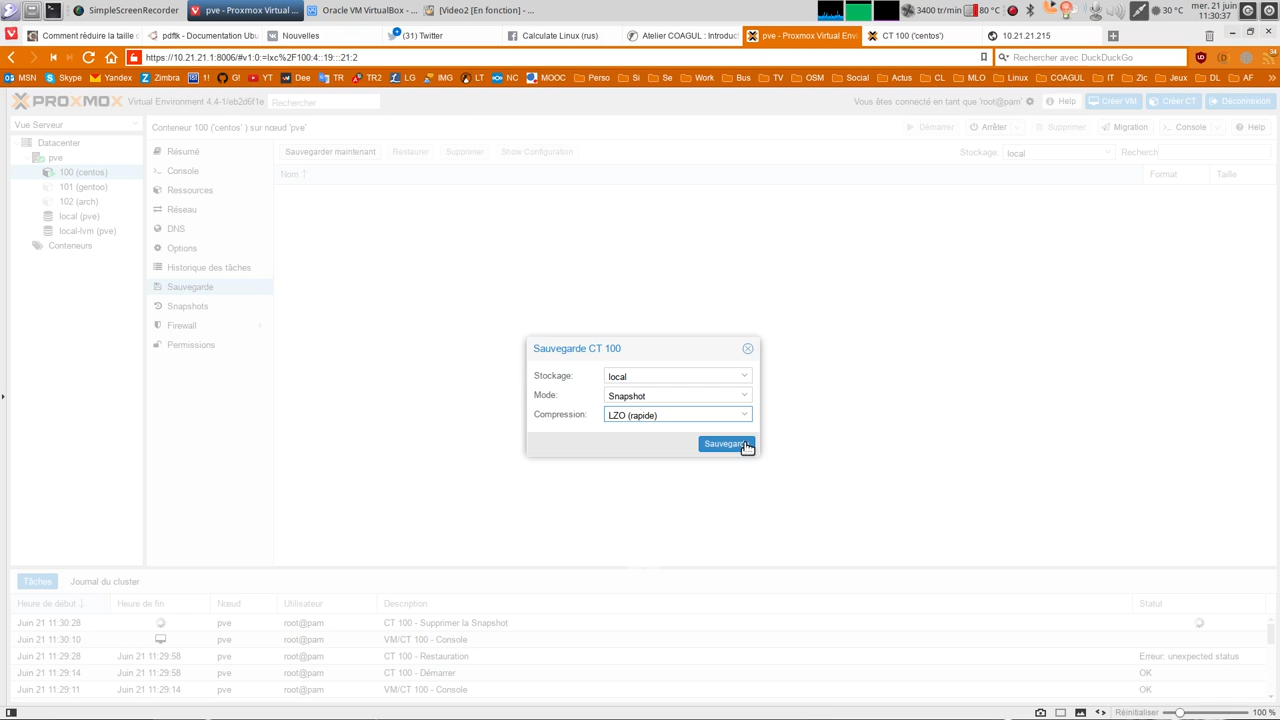 SimpleScreenRecorder
pve - Proxmox Virtual ...
Oracle VM VirtualBox - ...
[Video2 [En fonction] - ...
3400 tr/min
80 °C
30 °C
mer. 21 juin
11:30:37
Comment réduire la taille d
pdftk - Documentation Ubu
Nouvelles
(31) Twitter
Calculate Linux (rus)
Atelier COAGUL : Introduct
pve - Proxmox Virtual Env
CT 100 ('centos')
10.21.21.215
https://10.21.21.1:8006/#v1:0:=lxc%2F100:4::19:::21:2
Rechercher avec DuckDuckGo
34
MSN
Skype
Yandex
Zimbra
1!
G!
YT
Dee
TR
TR2
LG
IMG
LT
NC
MOOC
Perso
Si
Se
Work
Bus
TV
OSM
Social
Actus
CL
MLO
Linux
COAGUL
IT
Zic
Jeux
DL
AF
PROXMOX
Virtual Environment 4.4-1/eb2d6f1e
Rechercher
Vous êtes connecté en tant que 'root@pam'
Help
Créer VM
Créer CT
Déconnexion
Vue Serveur
Conteneur 100 ('centos' ) sur nœud 'pve'
Démarrer
Arrêter
Supprimer
Migration
Console
Help
Datacenter
pve
100 (centos)
101 (gentoo)
102 (arch)
local (pve)
local-lvm (pve)
Conteneurs
Résumé
Console
Ressources
Réseau
DNS
Options
Historique des tâches
Sauvegarde
Snapshots
Firewall
Permissions
Sauvegarder maintenant
Restaurer
Supprimer
Show Configuration
Stockage:
local
Recherch
Nom
Format
Taille
Sauvegarde CT 100
Stockage:
local
Mode:
Snapshot
Compression:
LZO (rapide)
Sauvegard
Tâches
Journal du cluster
Heure de début
Heure de fin
Nœud
Utilisateur
Description
Statut
Juin 21 11:30:28
pve
root@pam
CT 100 - Supprimer la Snapshot
Juin 21 11:30:10
pve
root@pam
VM/CT 100 - Console
Juin 21 11:29:28
Juin 21 11:29:58
pve
root@pam
CT 100 - Restauration
Erreur: unexpected status
Juin 21 11:29:14
Juin 21 11:29:58
pve
root@pam
CT 100 - Démarrer
OK
Juin 21 11:29:11
Juin 21 11:29:14
pve
root@pam
VM/CT 100 - Console
OK
Réinitialiser
100 %